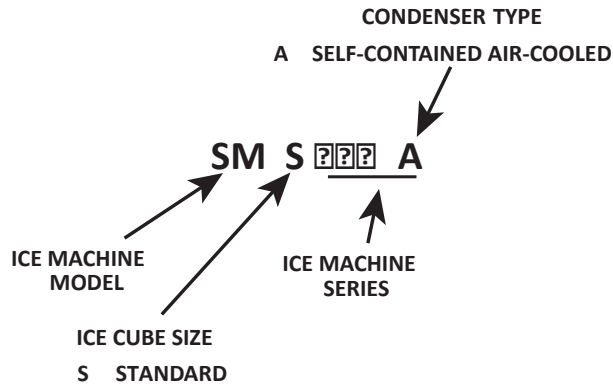 CONDENSER TYPE
A SELF-CONTAINED AIR-COOLED
SM S A
ICE MACHINE
MODEL
ICE MACHINE
SERIES
ICE CUBE SIZE
S STANDARD